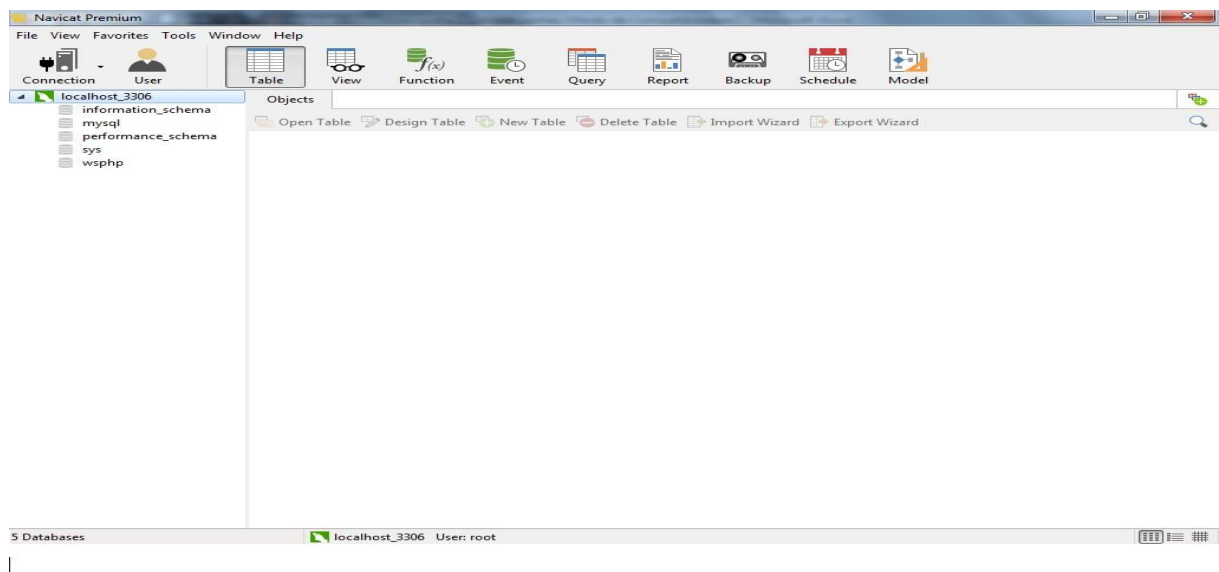 Navicat Premium
File View Favorites Tools Window Help
Connection User Table View Function Event Query Report Backup Schedule Model
localhost_3306
information_schema
mysql
performance_schema
sys
wsphp
Objects
Open Table Design Table New Table Delete Table Import Wizard Export Wizard
5 Databases localhost_3306 User: root